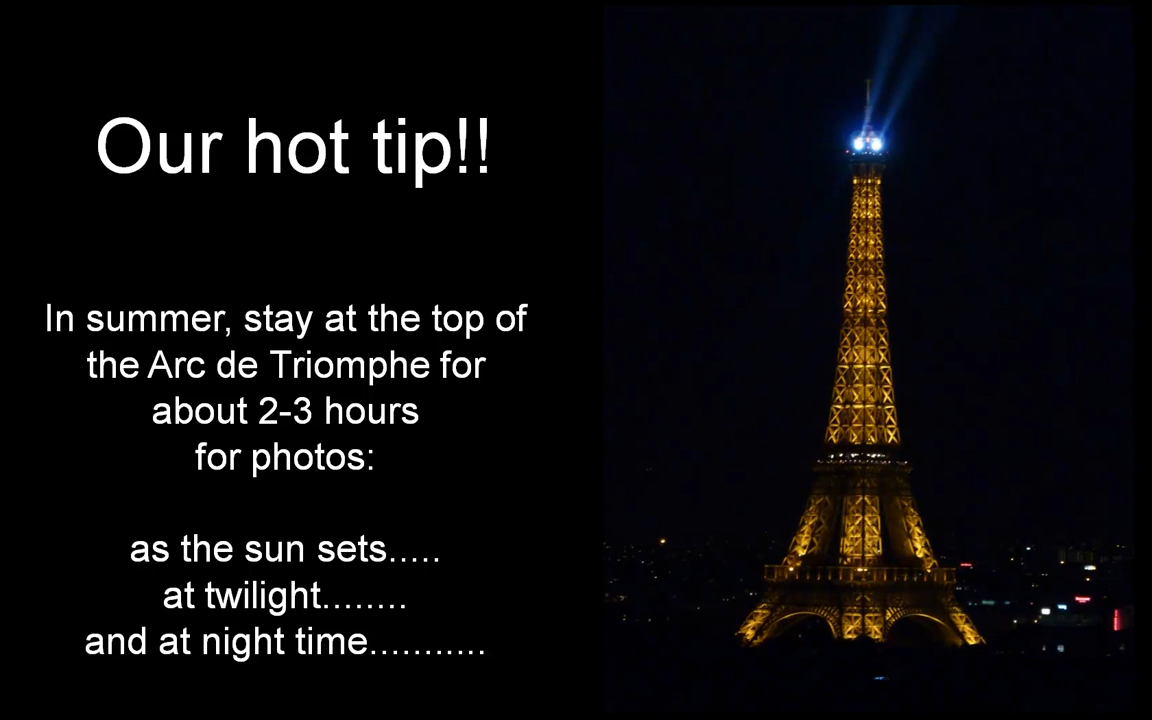 Our hot tip!!
In summer, stay at the top of
the Arc de Triomphe for
about 2-3 hours
for photos:
as the sun sets.....
at twilight........
and at night time...........